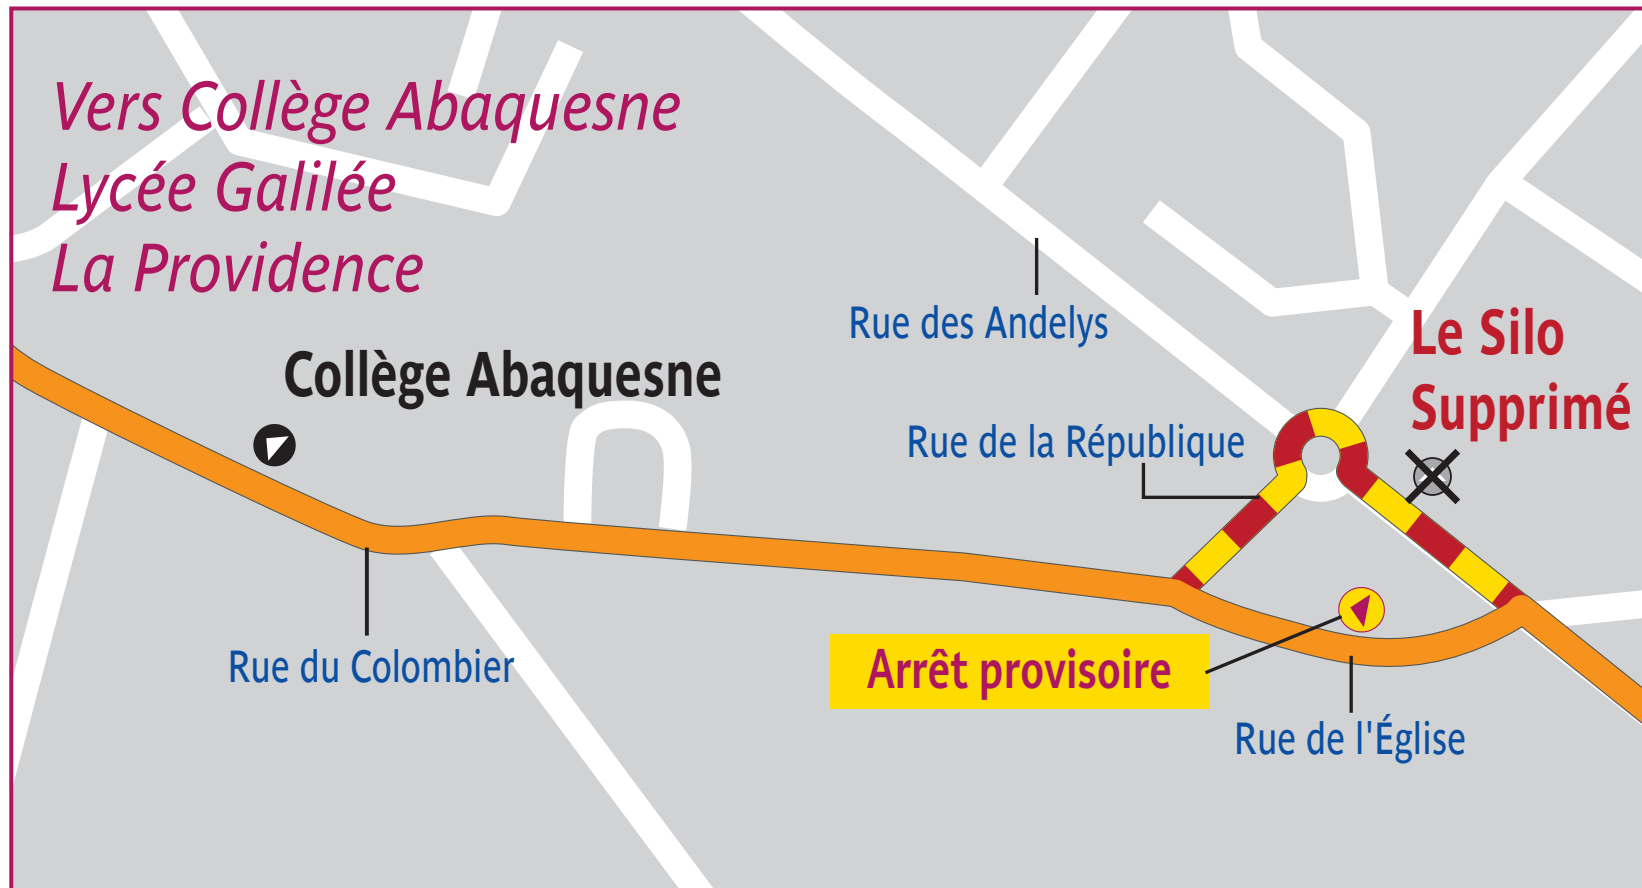 Vers Collège Abaquesne
Lycée Galilée
La Providence
Rue des Andelys
Le Silo
Supprimé
Collège Abaquesne
Rue de la République
Rue du Colombier
Arrêt provisoire
Rue de l'Église